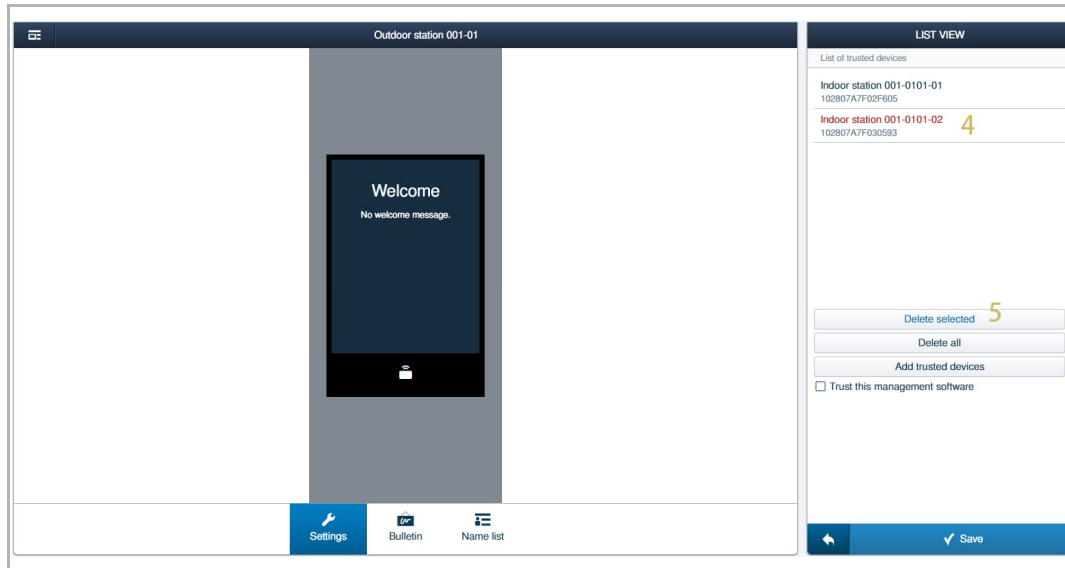 Outdoor station 001-01
Welcome
No welcome message.
Settings
Bulletin
Name list
LIST VIEW
List of trusted devices
Indoor station 001-0101-01
102807A7F02F605
Indoor station 001-0101-02
102807A7F030593
4
Delete selected
5
Delete all
Add trusted devices
Trust this management software
Save